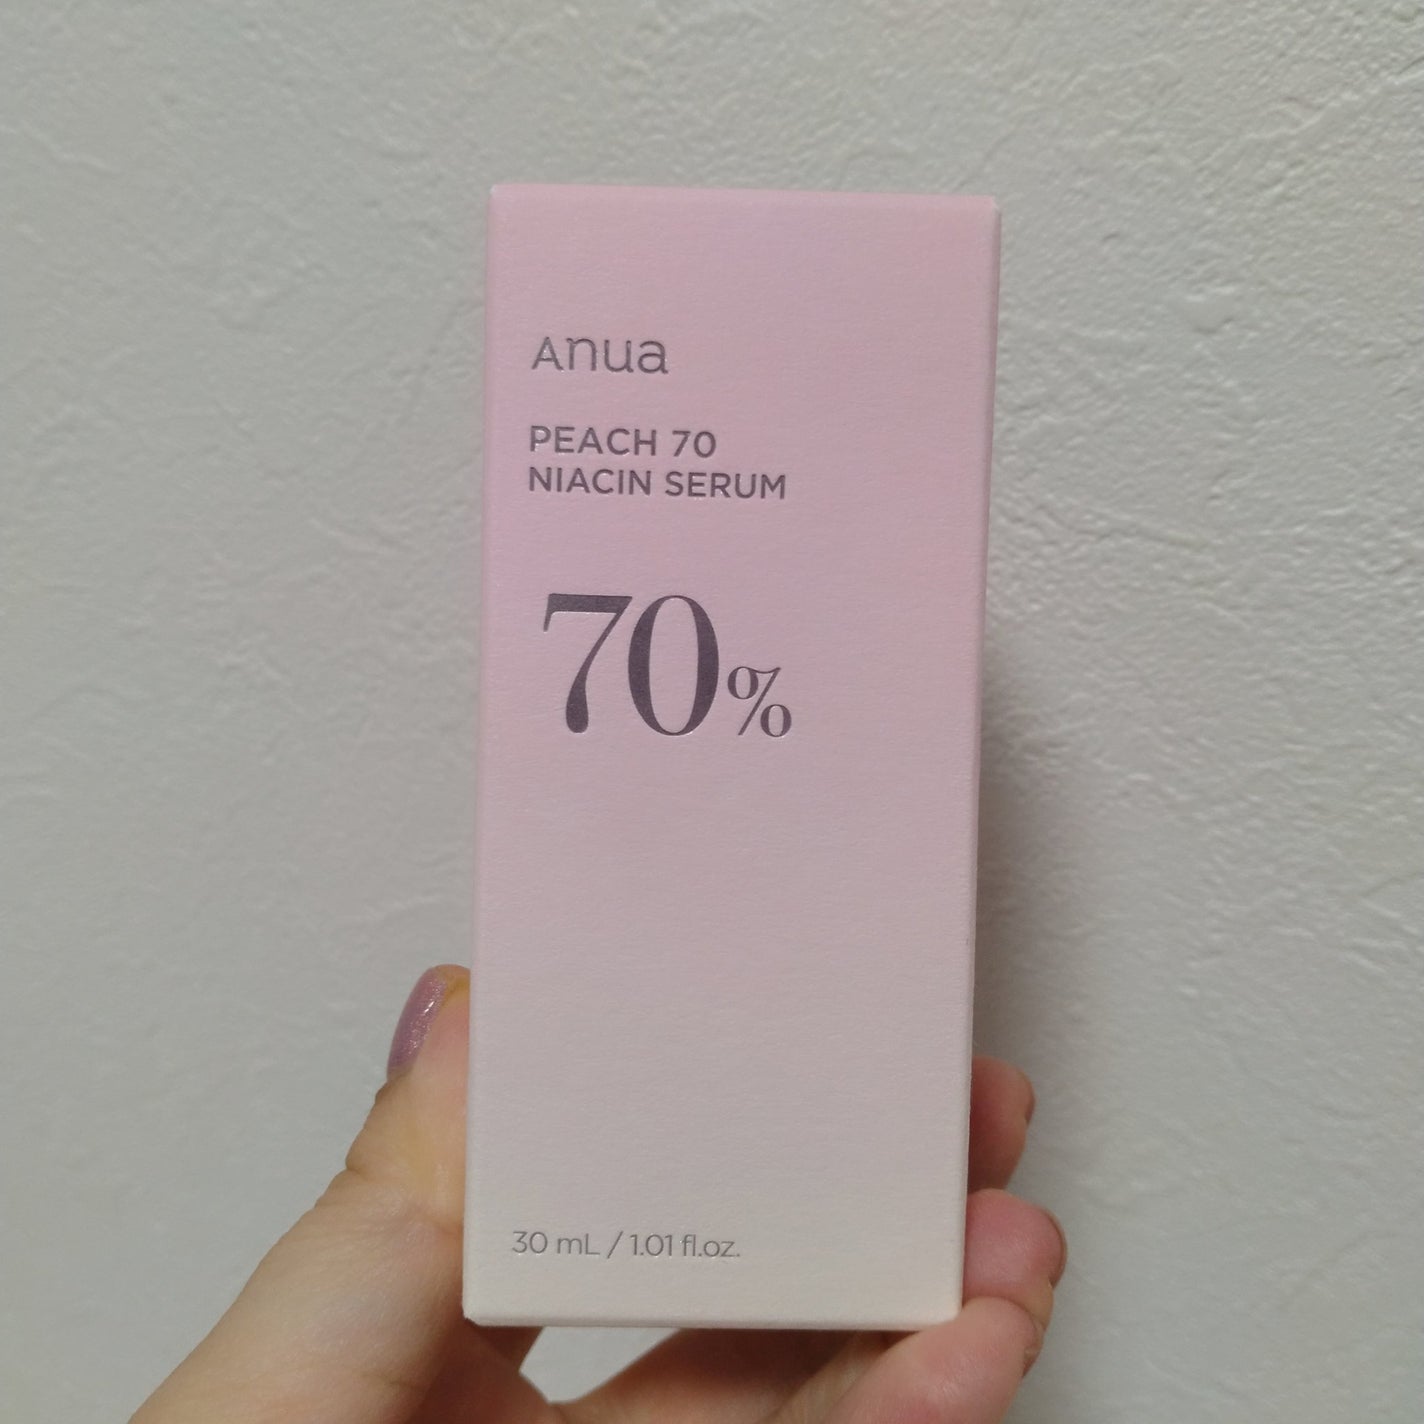 Anua
PEACH 70
NIACIN SERUM
70%
30 mL / 1.01 fl.oz.